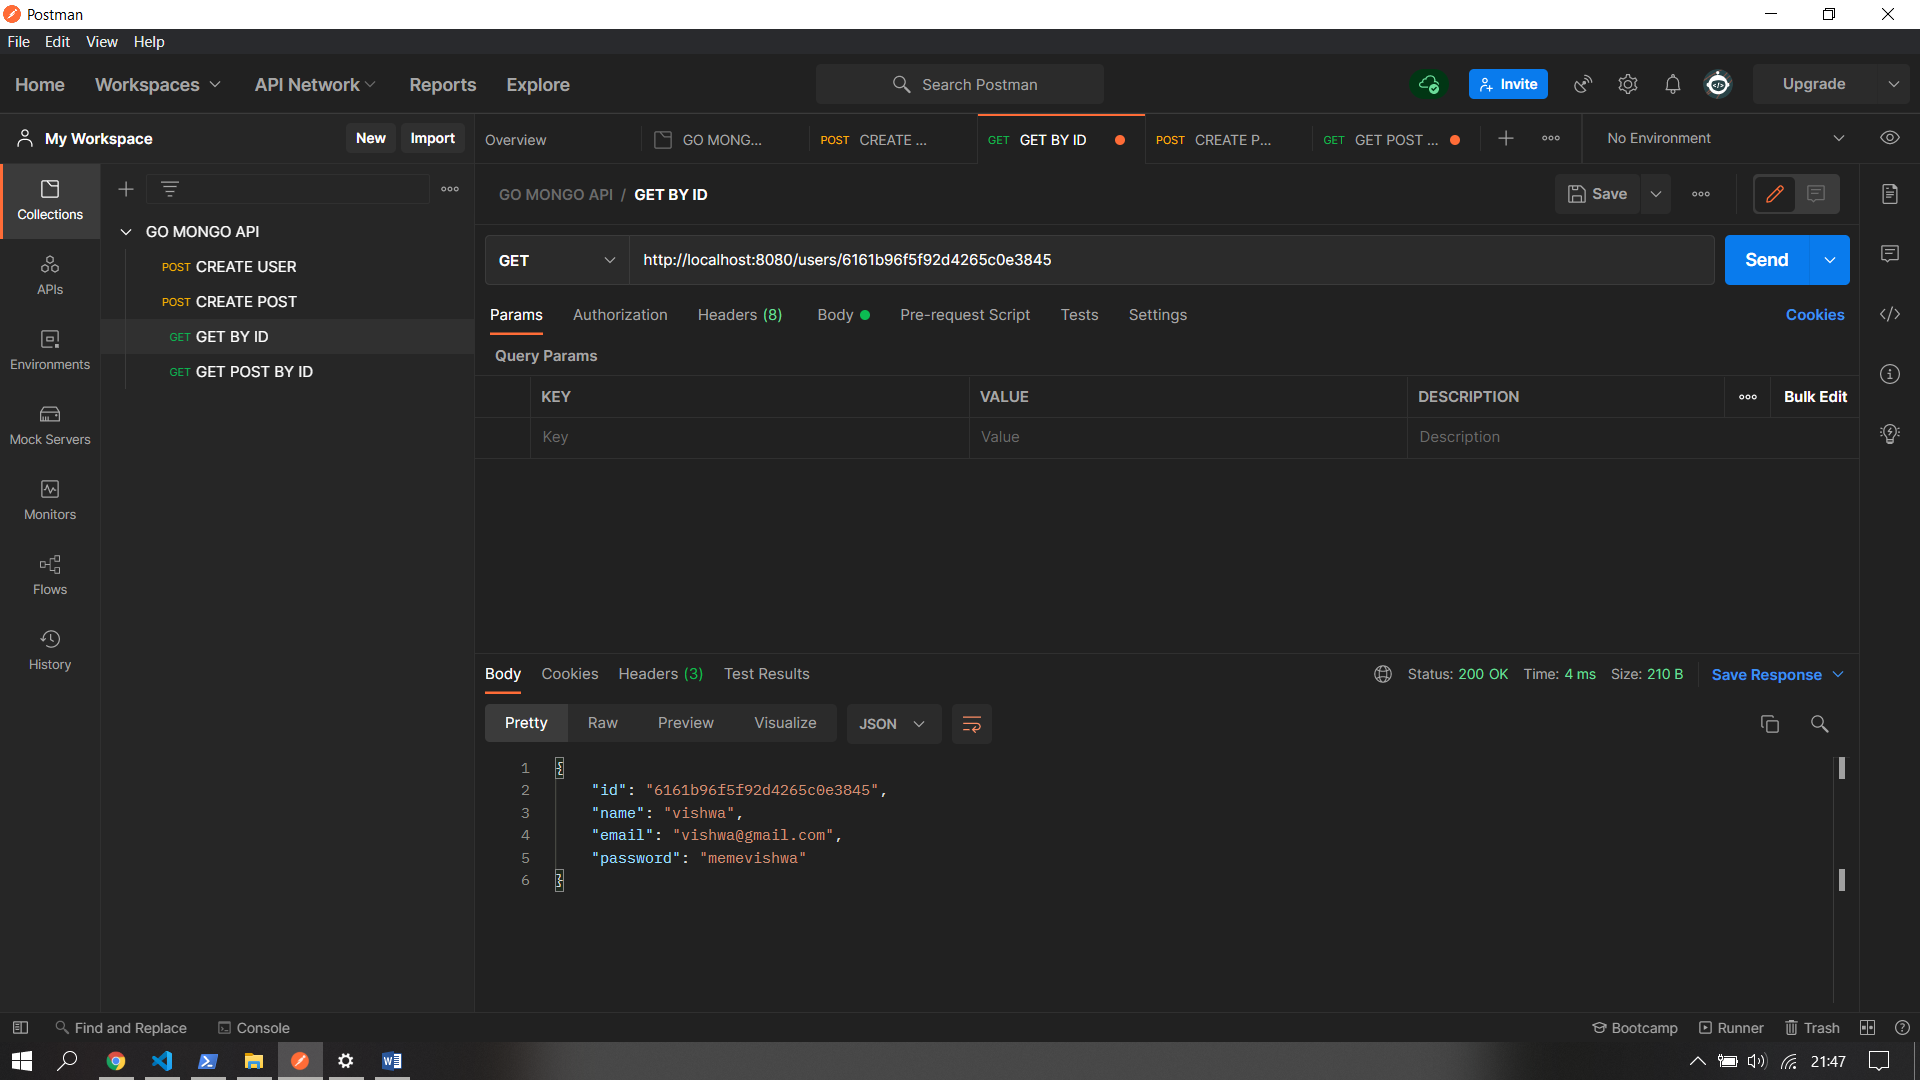 Postman
File Edit View Help
Home Workspaces API Network Reports Explore Search Postman Invite Upgrade
My Workspace New Import Overview GO MONG... POST CREATE ... GET GET BY ID POST CREATE P... GET GET POST ... No Environment
GO MONGO API / GET BY ID Save
Collections
GO MONGO API
POST CREATE USER
POST CREATE POST
GET GET BY ID
GET GET POST BY ID
APIs
Environments
Mock Servers
Monitors
Flows
History
GET http://localhost:8080/users/6161b96f5f92d4265c0e3845 Send
Params Authorization Headers (8) Body Pre-request Script Tests Settings Cookies
Query Params
KEY VALUE DESCRIPTION Bulk Edit
Key Value Description
Body Cookies Headers (3) Test Results Status: 200 OK Time: 4 ms Size: 210 B Save Response
Pretty Raw Preview Visualize JSON
1 {
2 "id": "6161b96f5f92d4265c0e3845",
3 "name": "vishwa",
4 "email": "vishwa@gmail.com",
5 "password": "memevishwa"
6 }
Find and Replace Console Bootcamp Runner Trash
21:47